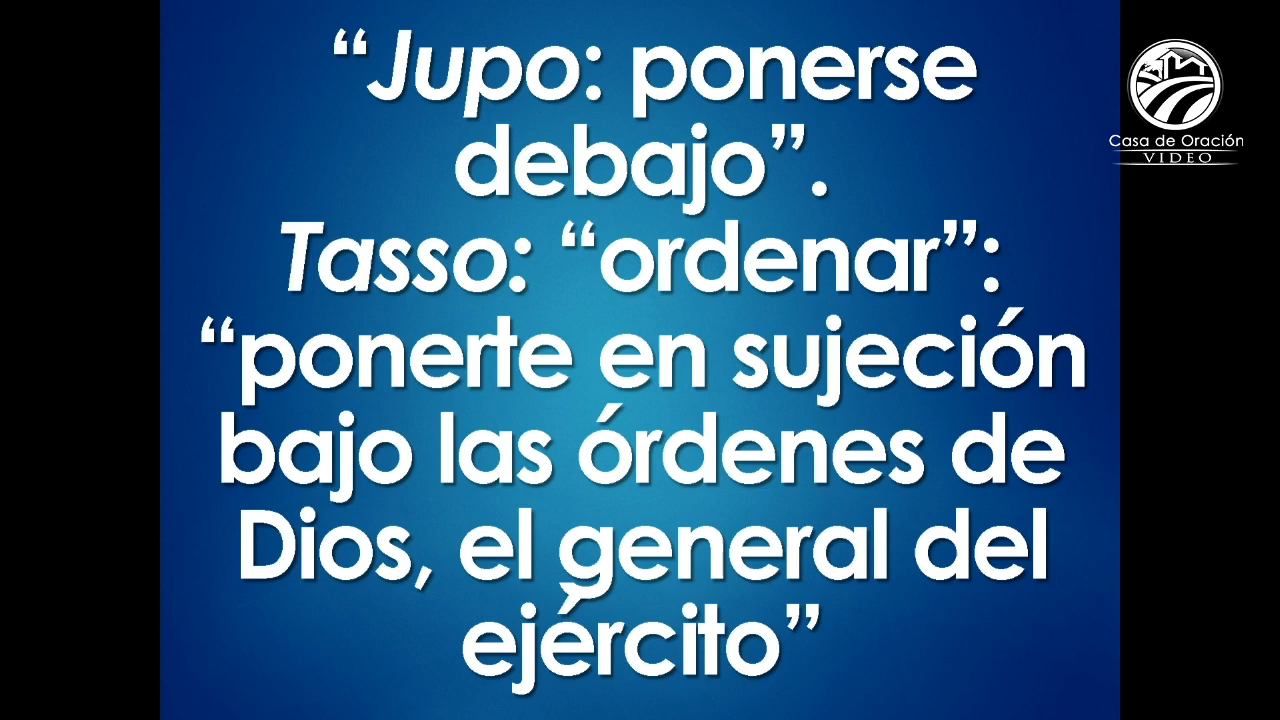 “Jupo: ponerse
debajo”.
Tasso: “ordenar”:
“ponerte en sujeción
bajo las órdenes de
Dios, el general del
ejército”
Casa de Oración
VIDEO